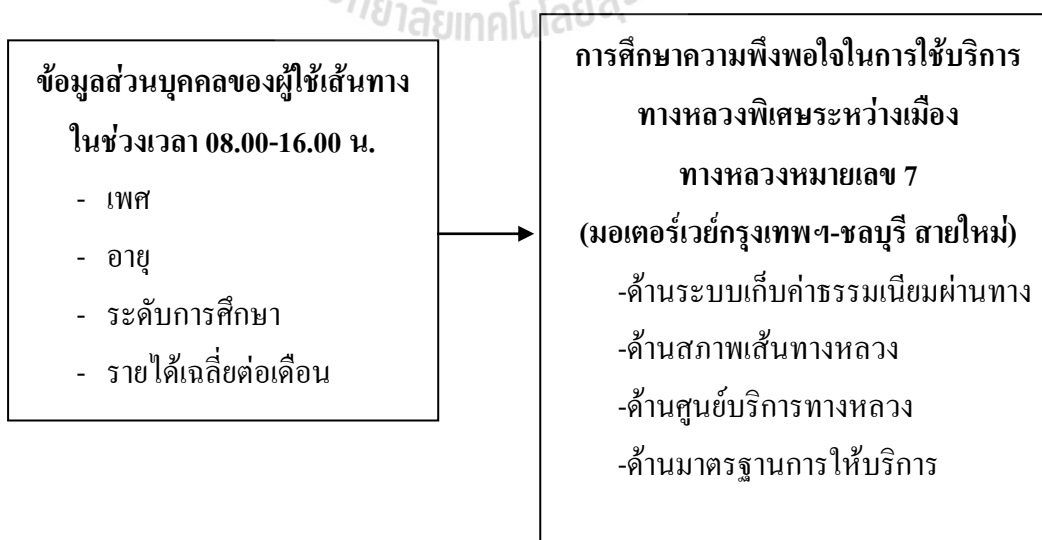 ข้อมูลส่วนบุคคลของผู้ใช้เส้นทาง
ในช่วงเวลา 08.00-16.00 น.
- เพศ
- อายุ
- ระดับการศึกษา
- รายได้เฉลี่ยต่อเดือน
การศึกษาความพึงพอใจในการใช้บริการ
ทางหลวงพิเศษระหว่างเมือง
ทางหลวงหมายเลข 7
(มอเตอร์เวย์กรุงเทพฯ-ชลบุรี สายใหม่)
-ด้านระบบเก็บค่าธรรมเนียมผ่านทาง
-ด้านสภาพเส้นทางหลวง
-ด้านศูนย์บริการทางหลวง
-ด้านมาตรฐานการให้บริการ